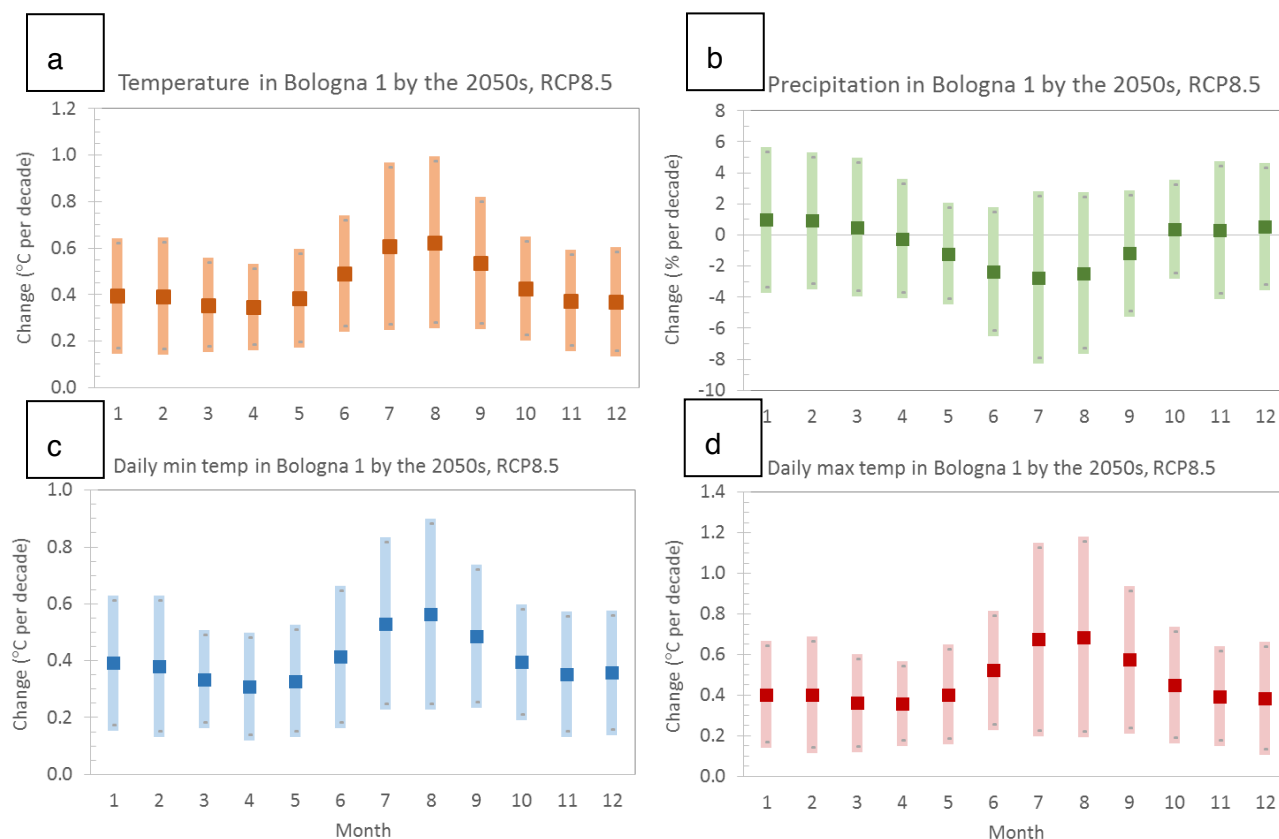 a
Temperature in Bologna 1 by the 2050s, RCP8.5
Change (°C per decade)
1.2
1.0
0.8
0.6
0.4
0.2
0.0
1 2 3 4 5 6 7 8 9 10 11 12
b
Precipitation in Bologna 1 by the 2050s, RCP8.5
Change (% per decade)
8
6
4
2
0
-2
-4
-6
-8
-10
1 2 3 4 5 6 7 8 9 10 11 12
c
Daily min temp in Bologna 1 by the 2050s, RCP8.5
Change (°C per decade)
1.0
0.8
0.6
0.4
0.2
0.0
1 2 3 4 5 6 7 8 9 10 11 12
Month
d
Daily max temp in Bologna 1 by the 2050s, RCP8.5
Change (°C per decade)
1.4
1.2
1.0
0.8
0.6
0.4
0.2
0.0
1 2 3 4 5 6 7 8 9 10 11 12
Month